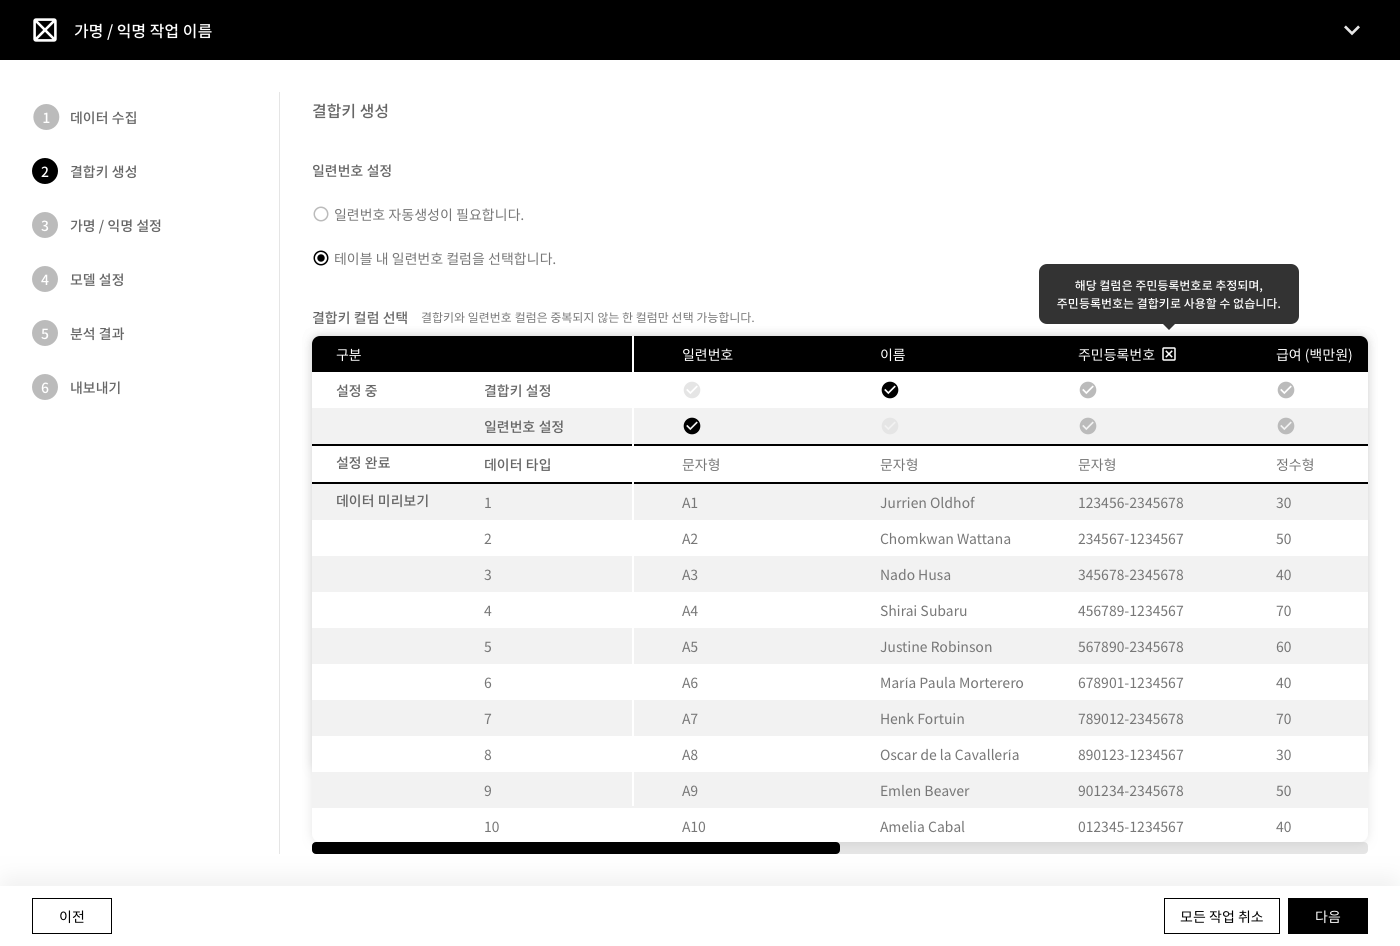 가명 / 익명 작업 이름
1 데이터 수집
2 결합키 생성
3 가명 / 익명 설정
4 모델 설정
5 분석 결과
6 내보내기
결합키 생성
일련번호 설정
일련번호 자동생성이 필요합니다.
테이블 내 일련번호 컬럼을 선택합니다.
해당 컬럼은 주민등록번호로 추정되며,
주민등록번호는 결합키로 사용할 수 없습니다.
결합키 컬럼 선택 결합키와 일련번호 컬럼은 중복되지 않는 한 컬럼만 선택 가능합니다.
구분 일련번호 이름 주민등록번호 급여 (백만원)
설정 중 결합키 설정
일련번호 설정
설정 완료 데이터 타입 문자형 문자형 문자형 정수형
데이터 미리보기 1 A1 Jurrien Oldhof 123456-2345678 30
2 A2 Chomkwan Wattana 234567-1234567 50
3 A3 Nado Husa 345678-2345678 40
4 A4 Shirai Subaru 456789-1234567 70
5 A5 Justine Robinson 567890-2345678 60
6 A6 Maria Paula Morterero 678901-1234567 40
7 A7 Henk Fortuin 789012-2345678 70
8 A8 Oscar de la Cavallería 890123-1234567 30
9 A9 Emlen Beaver 901234-2345678 50
10 A10 Amelia Cabal 012345-1234567 40
이전 모든 작업 취소 다음